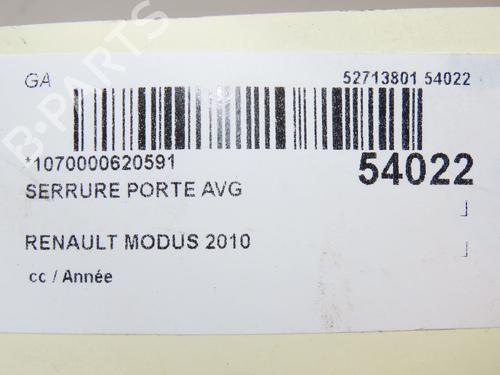 GA 52713801 54022
*1070000620591 54022
SERRURE PORTE AVG
RENAULT MODUS 2010
cc / Année
B-PARTS